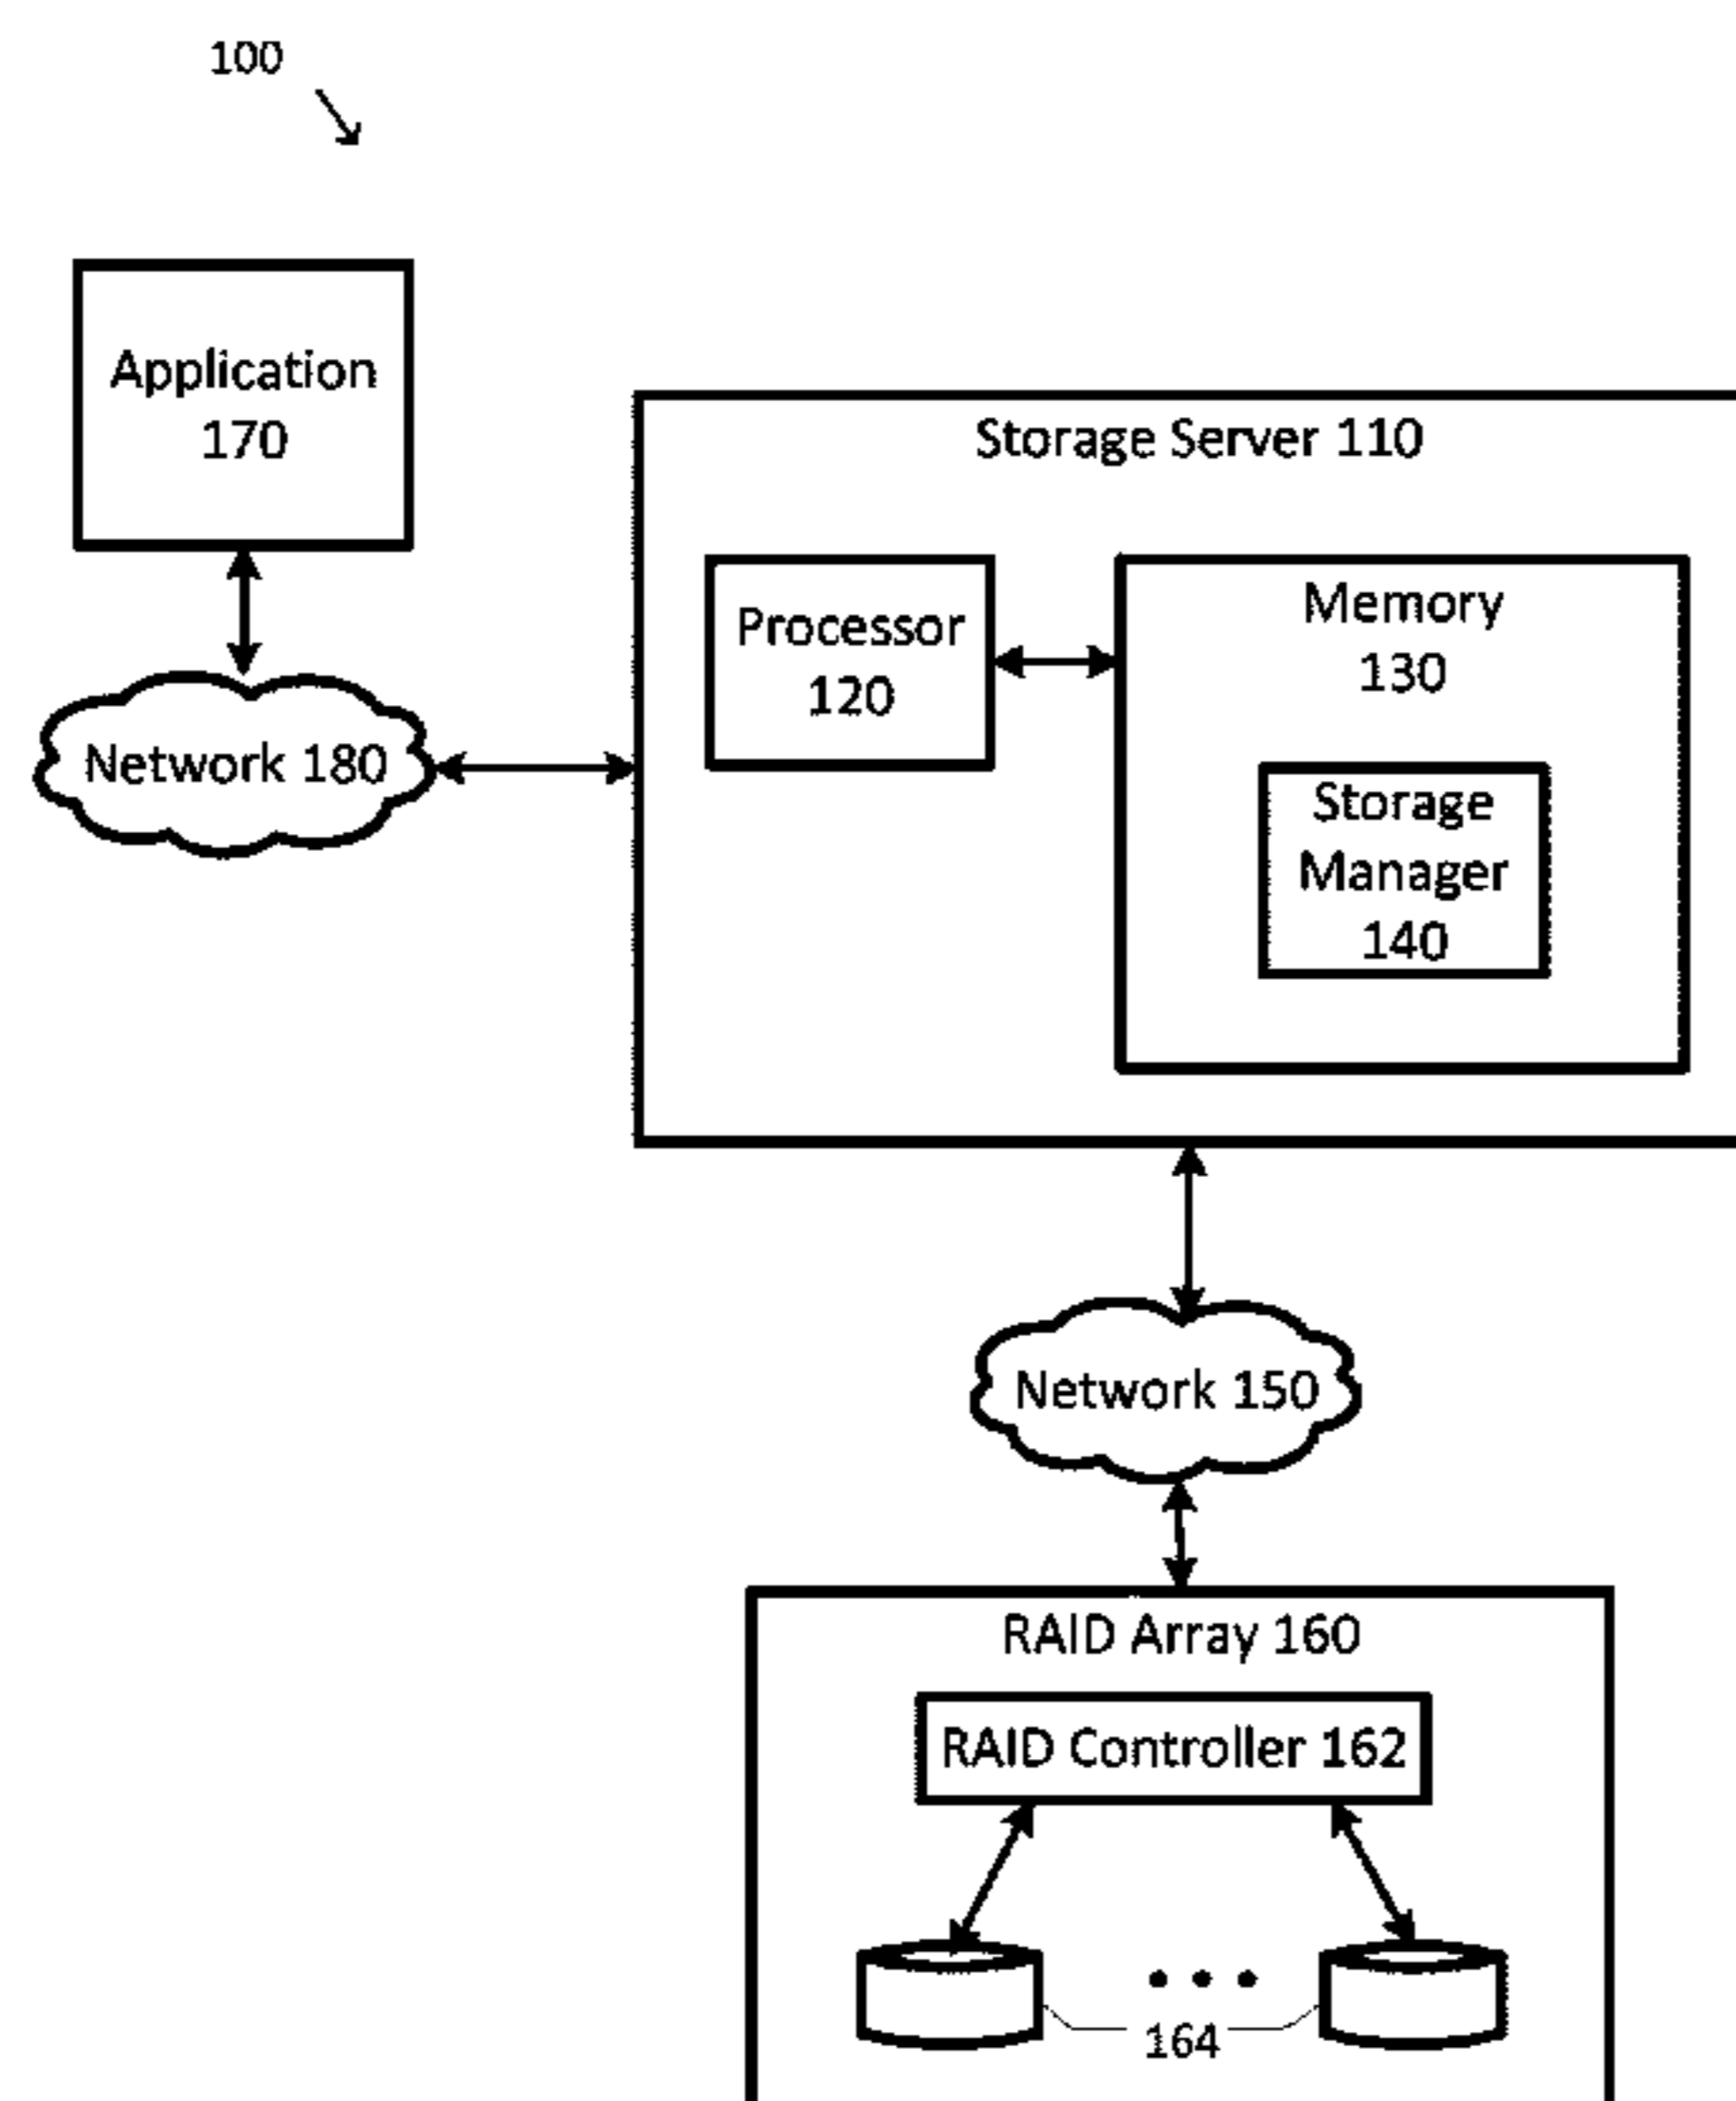 100
Application
170
Storage Server 110
Processor
120
Memory
130
Network 180
Storage
Manager
140
Network 150
RAID Array 160
RAID Controller 162
164